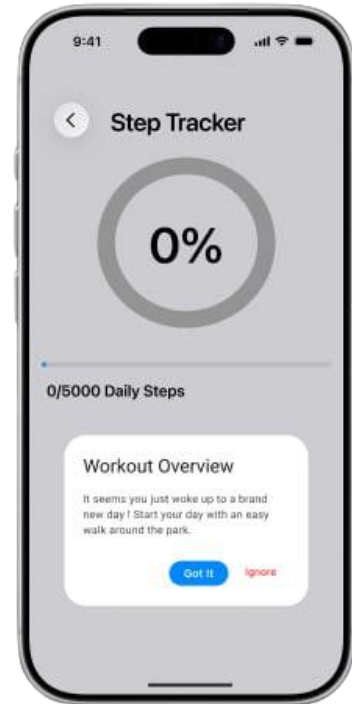 9:41
Step Tracker
0%
0/5000 Daily Steps
Workout Overview
It seems you just woke up to a brand
new day ! Start your day with an easy
walk around the park.
Got It Ignore